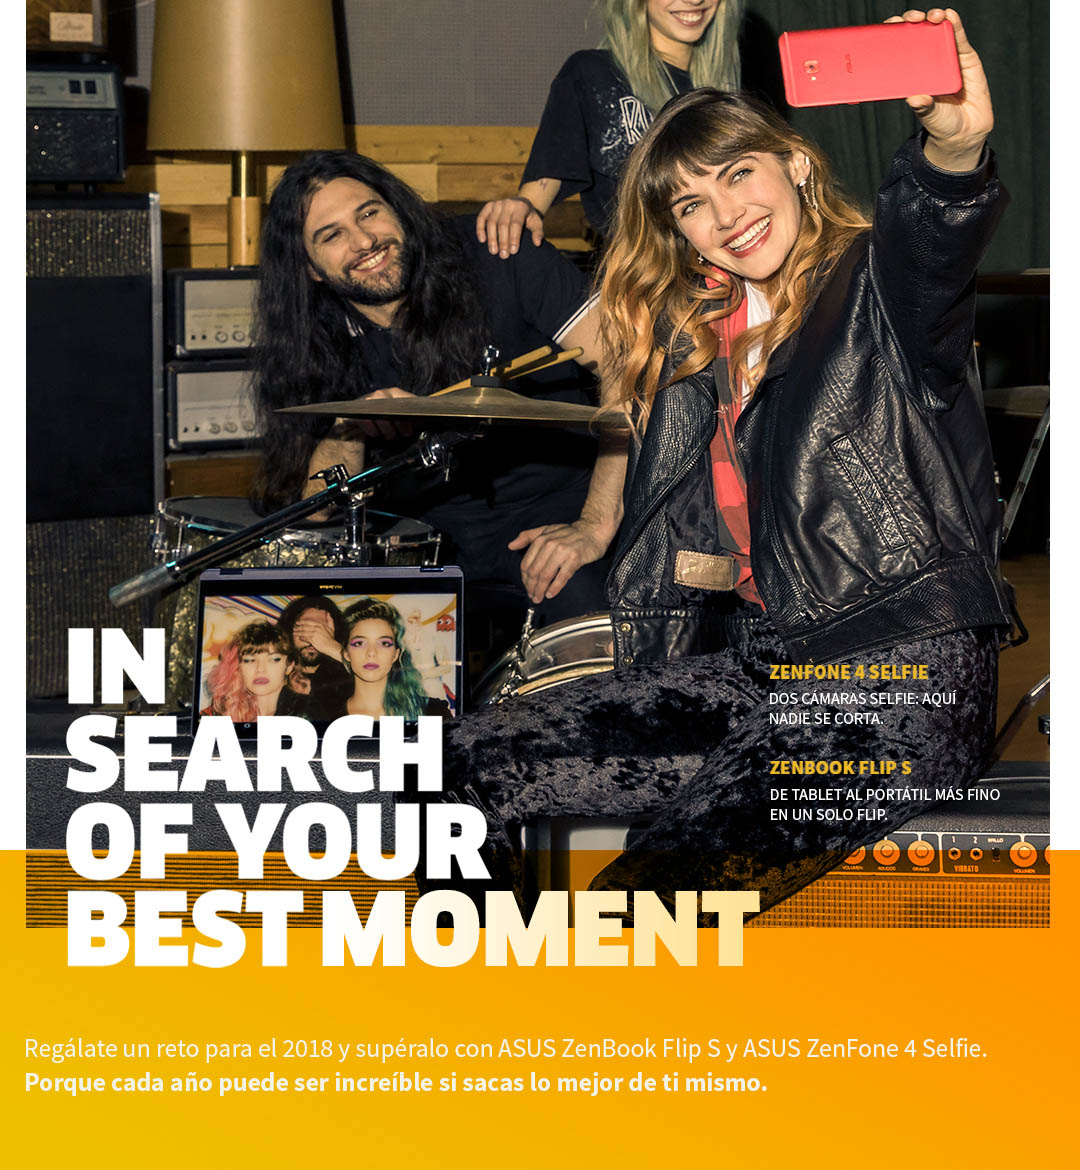 ASUS
IN
SEARCH
OF YOUR
BEST MOMENT
ZENFONE 4 SELFIE
DOS CÁMARAS SELFIE: AQUÍ
NADIE SE CORTA.
ZENBOOK FLIP S
DE TABLET AL PORTÁTIL MÁS FINO
EN UN SOLO FLIP.
1 2 BRILLO
VOLUMEN AGUDOS GRAVES VIBRATO VOLUMEN
Regálate un reto para el 2018 y supéralo con ASUS ZenBook Flip S y ASUS ZenFone 4 Selfie.
Porque cada año puede ser increíble si sacas lo mejor de ti mismo.